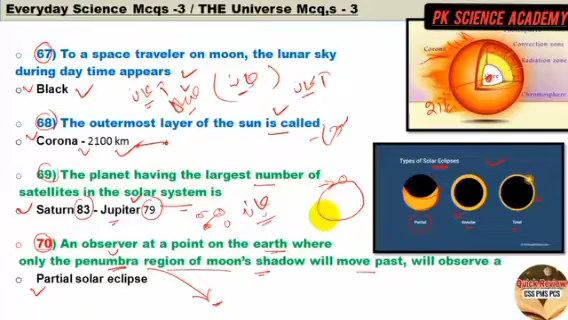 Everyday Science Mcqs -3 / THE Universe Mcq,s - 3
PK SCIENCE ACADEMY
67) To a space traveler on moon, the lunar sky
during day time appears
Black
68) The outermost layer of the sun is called
Corona - 2100 km
69) The planet having the largest number of
satellites in the solar system is
Saturn 83 - Jupiter 79
70) An observer at a point on the earth where
only the penumbra region of moon's shadow will move past, will observe a
Partial solar eclipse
Corona
Convection zone
Radiation zone
Core
Chromosphere
Types of Solar Eclipses
Partial
Annular
Total
Quick Review
CSS PMS PCS